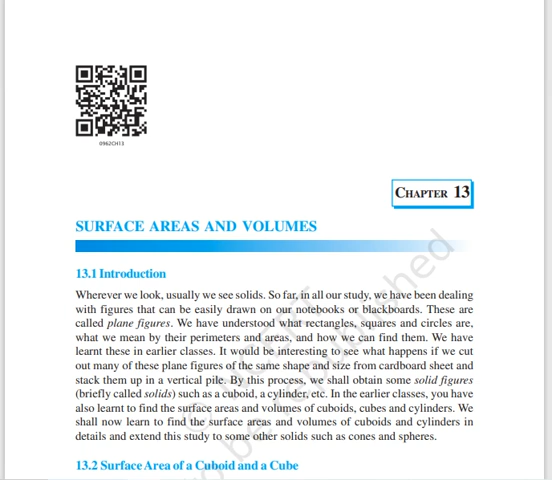 0962CH13
CHAPTER 13
SURFACE AREAS AND VOLUMES
13.1 Introduction
Wherever we look, usually we see solids. So far, in all our study, we have been dealing
with figures that can be easily drawn on our notebooks or blackboards. These are
called plane figures. We have understood what rectangles, squares and circles are,
what we mean by their perimeters and areas, and how we can find them. We have
learnt these in earlier classes. It would be interesting to see what happens if we cut
out many of these plane figures of the same shape and size from cardboard sheet and
stack them up in a vertical pile. By this process, we shall obtain some solid figures
(briefly called solids) such as a cuboid, a cylinder, etc. In the earlier classes, you have
also learnt to find the surface areas and volumes of cuboids, cubes and cylinders. We
shall now learn to find the surface areas and volumes of cuboids and cylinders in
details and extend this study to some other solids such as cones and spheres.
13.2 Surface Area of a Cuboid and a Cube
© NCERT
to be republished